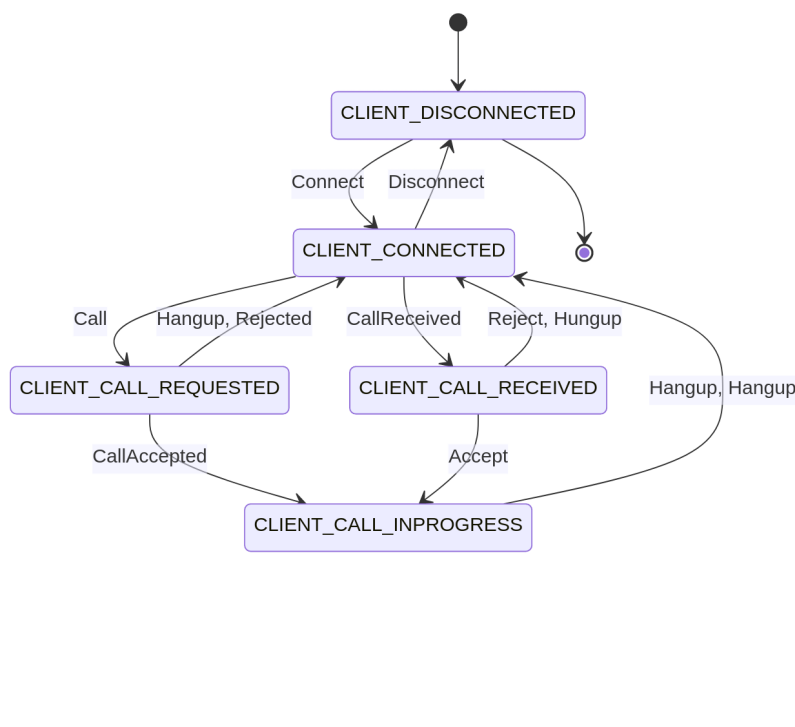 CLIENT_DISCONNECTED
Connect
Disconnect
CLIENT_CONNECTED
Call
Hangup, Rejected
CallReceived
Reject, Hungup
CLIENT_CALL_REQUESTED
CLIENT_CALL_RECEIVED
Hangup, Hangup
CallAccepted
Accept
CLIENT_CALL_INPROGRESS